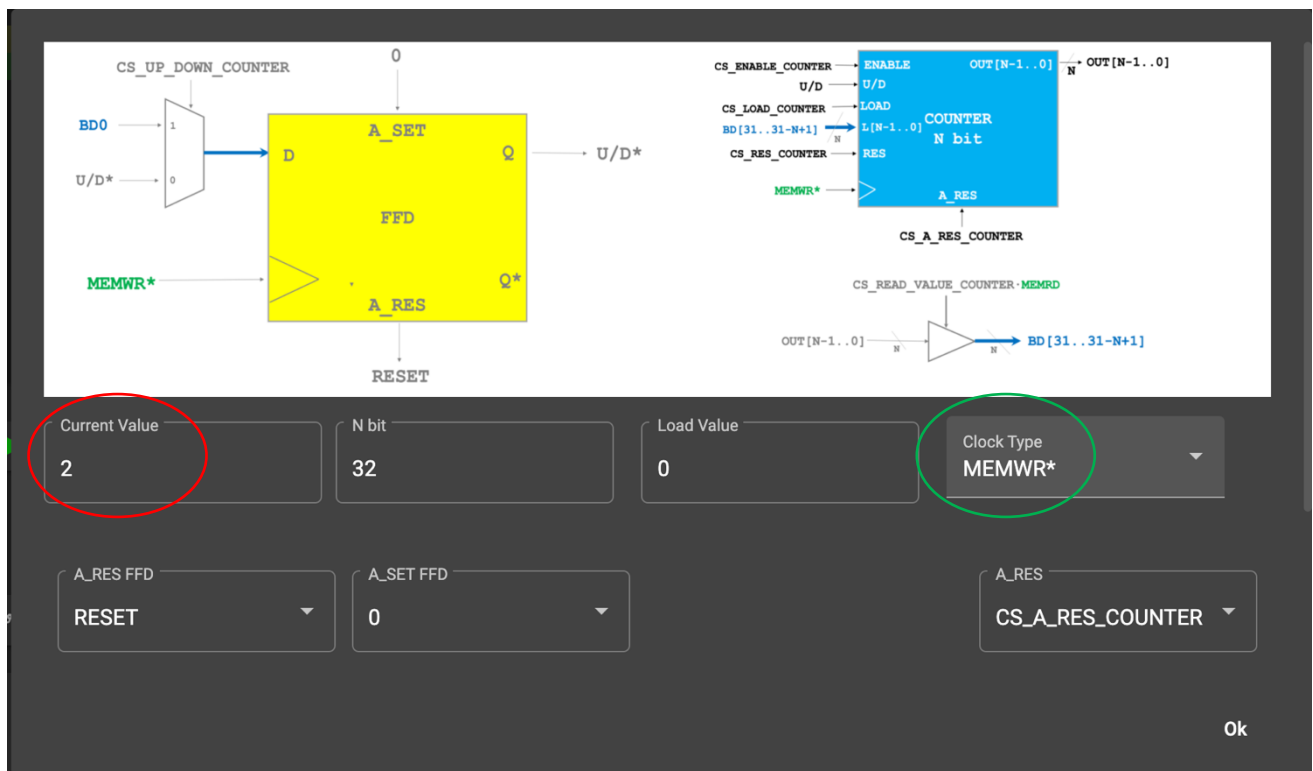 CS_UP_DOWN_COUNTER
0
BD0
1
U/D*
0
A_SET
D
Q
U/D*
FFD
MEMWR*
Q*
A_RES
RESET
CS_ENABLE_COUNTER
ENABLE
OUT[N-1..0]
N
OUT[N-1..0]
U/D
U/D
CS_LOAD_COUNTER
LOAD
COUNTER
N bit
BD[31..31-N+1]
N
L[N-1..0]
CS_RES_COUNTER
RES
MEMWR*
A_RES
CS_A_RES_COUNTER
CS_READ_VALUE_COUNTER·MEMRD
OUT[N-1..0]
N
N
BD[31..31-N+1]
Current Value
2
N bit
32
Load Value
0
Clock Type
MEMWR*
A_RES FFD
RESET
A_SET FFD
0
A_RES
CS_A_RES_COUNTER
Ok